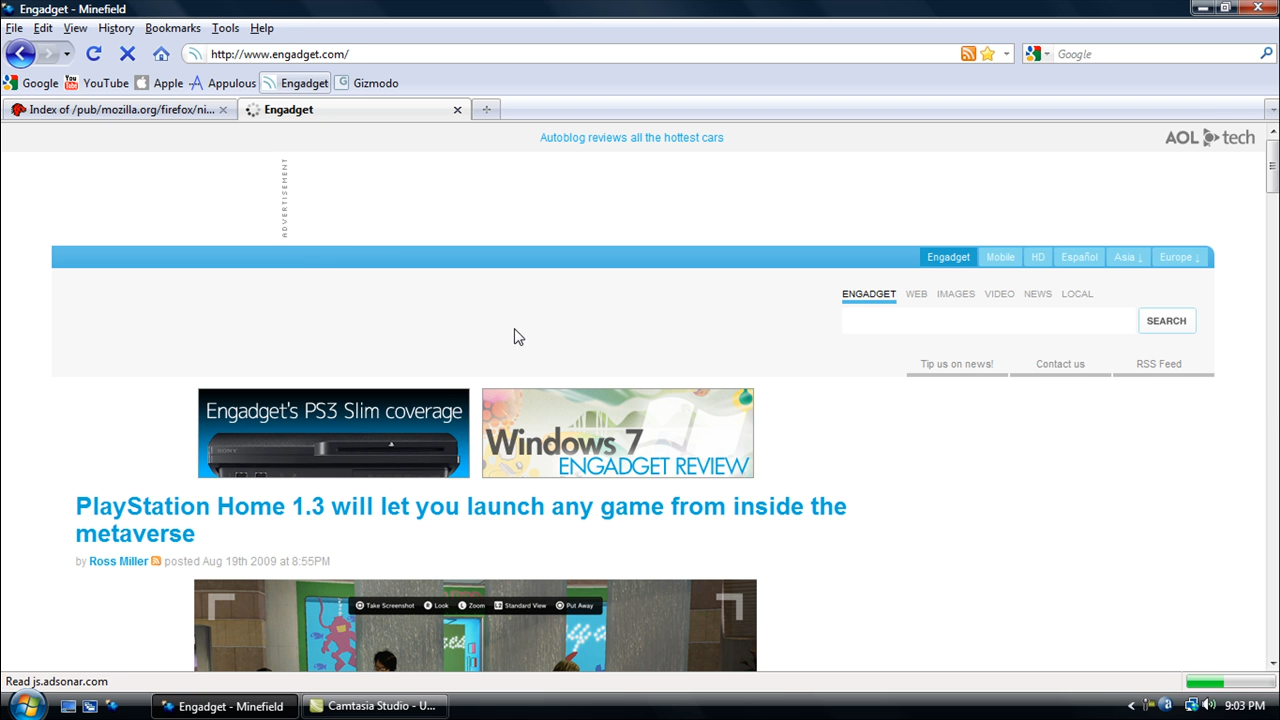 Engadget - Minefield
File Edit View History Bookmarks Tools Help
http://www.engadget.com/
Google
Google YouTube Apple Appulous Engadget Gizmodo
Index of /pub/mozilla.org/firefox/ni... Engadget
Autoblog reviews all the hottest cars
AOL tech
ADVERTISEMENT
Engadget Mobile HD Español Asia ↓ Europe ↓
ENGADGET WEB IMAGES VIDEO NEWS LOCAL
SEARCH
Tip us on news! Contact us RSS Feed
Engadget's PS3 Slim coverage
SONY
Windows 7
ENGADGET REVIEW
PlayStation Home 1.3 will let you launch any game from inside the
metaverse
by Ross Miller posted Aug 19th 2009 at 8:55PM
Take Screenshot Look Zoom Standard View Put Away
Read js.adsonar.com
Engadget - Minefield Camtasia Studio - U... 9:03 PM